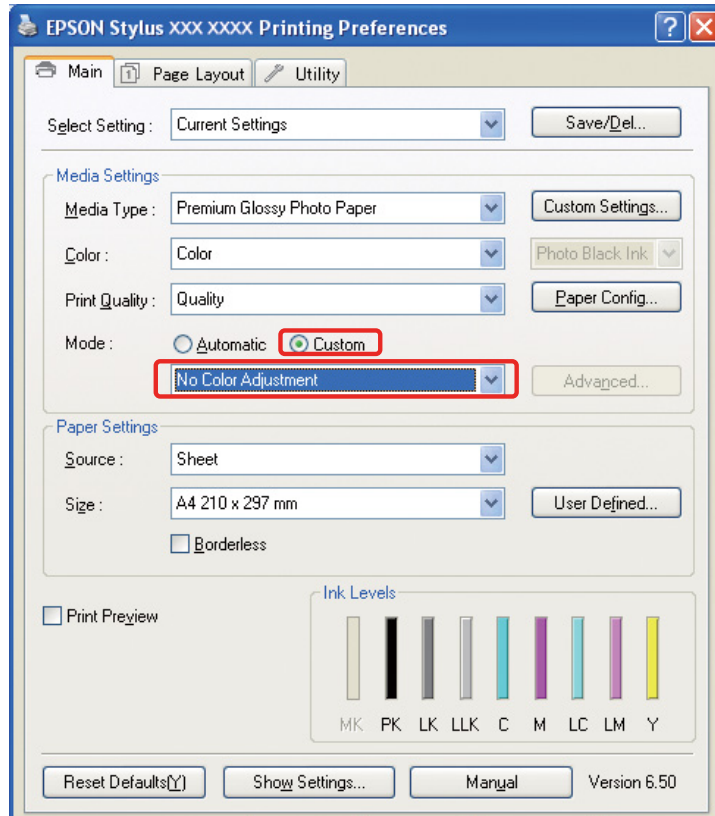 EPSON Stylus XXX XXXX Printing Preferences
Main
Page Layout
Utility
Select Setting :
Current Settings
Save/Del...
Media Settings
Media Type :
Premium Glossy Photo Paper
Custom Settings...
Color :
Color
Photo Black Ink
Print Quality :
Quality
Paper Config...
Mode :
Automatic
Custom
No Color Adjustment
Advanced...
Paper Settings
Source :
Sheet
Size :
A4 210 x 297 mm
User Defined...
Borderless
Print Preview
Ink Levels
MK PK LK LLK C M LC LM Y
Reset Defaults(Y)
Show Settings...
Manual
Version 6.50